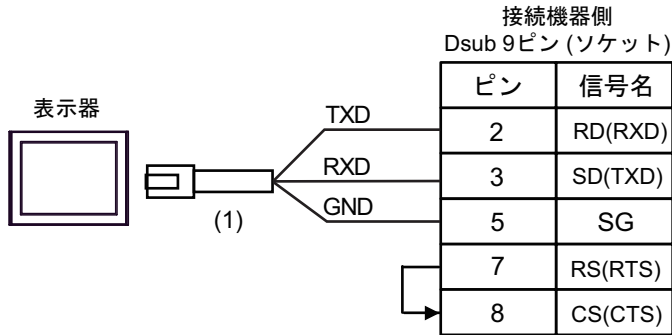 接続機器側
Dsub 9ピン (ソケット)
ピン 信号名
表示器
TXD 2 RD(RXD)
RXD 3 SD(TXD)
GND 5 SG
(1)
7 RS(RTS)
8 CS(CTS)